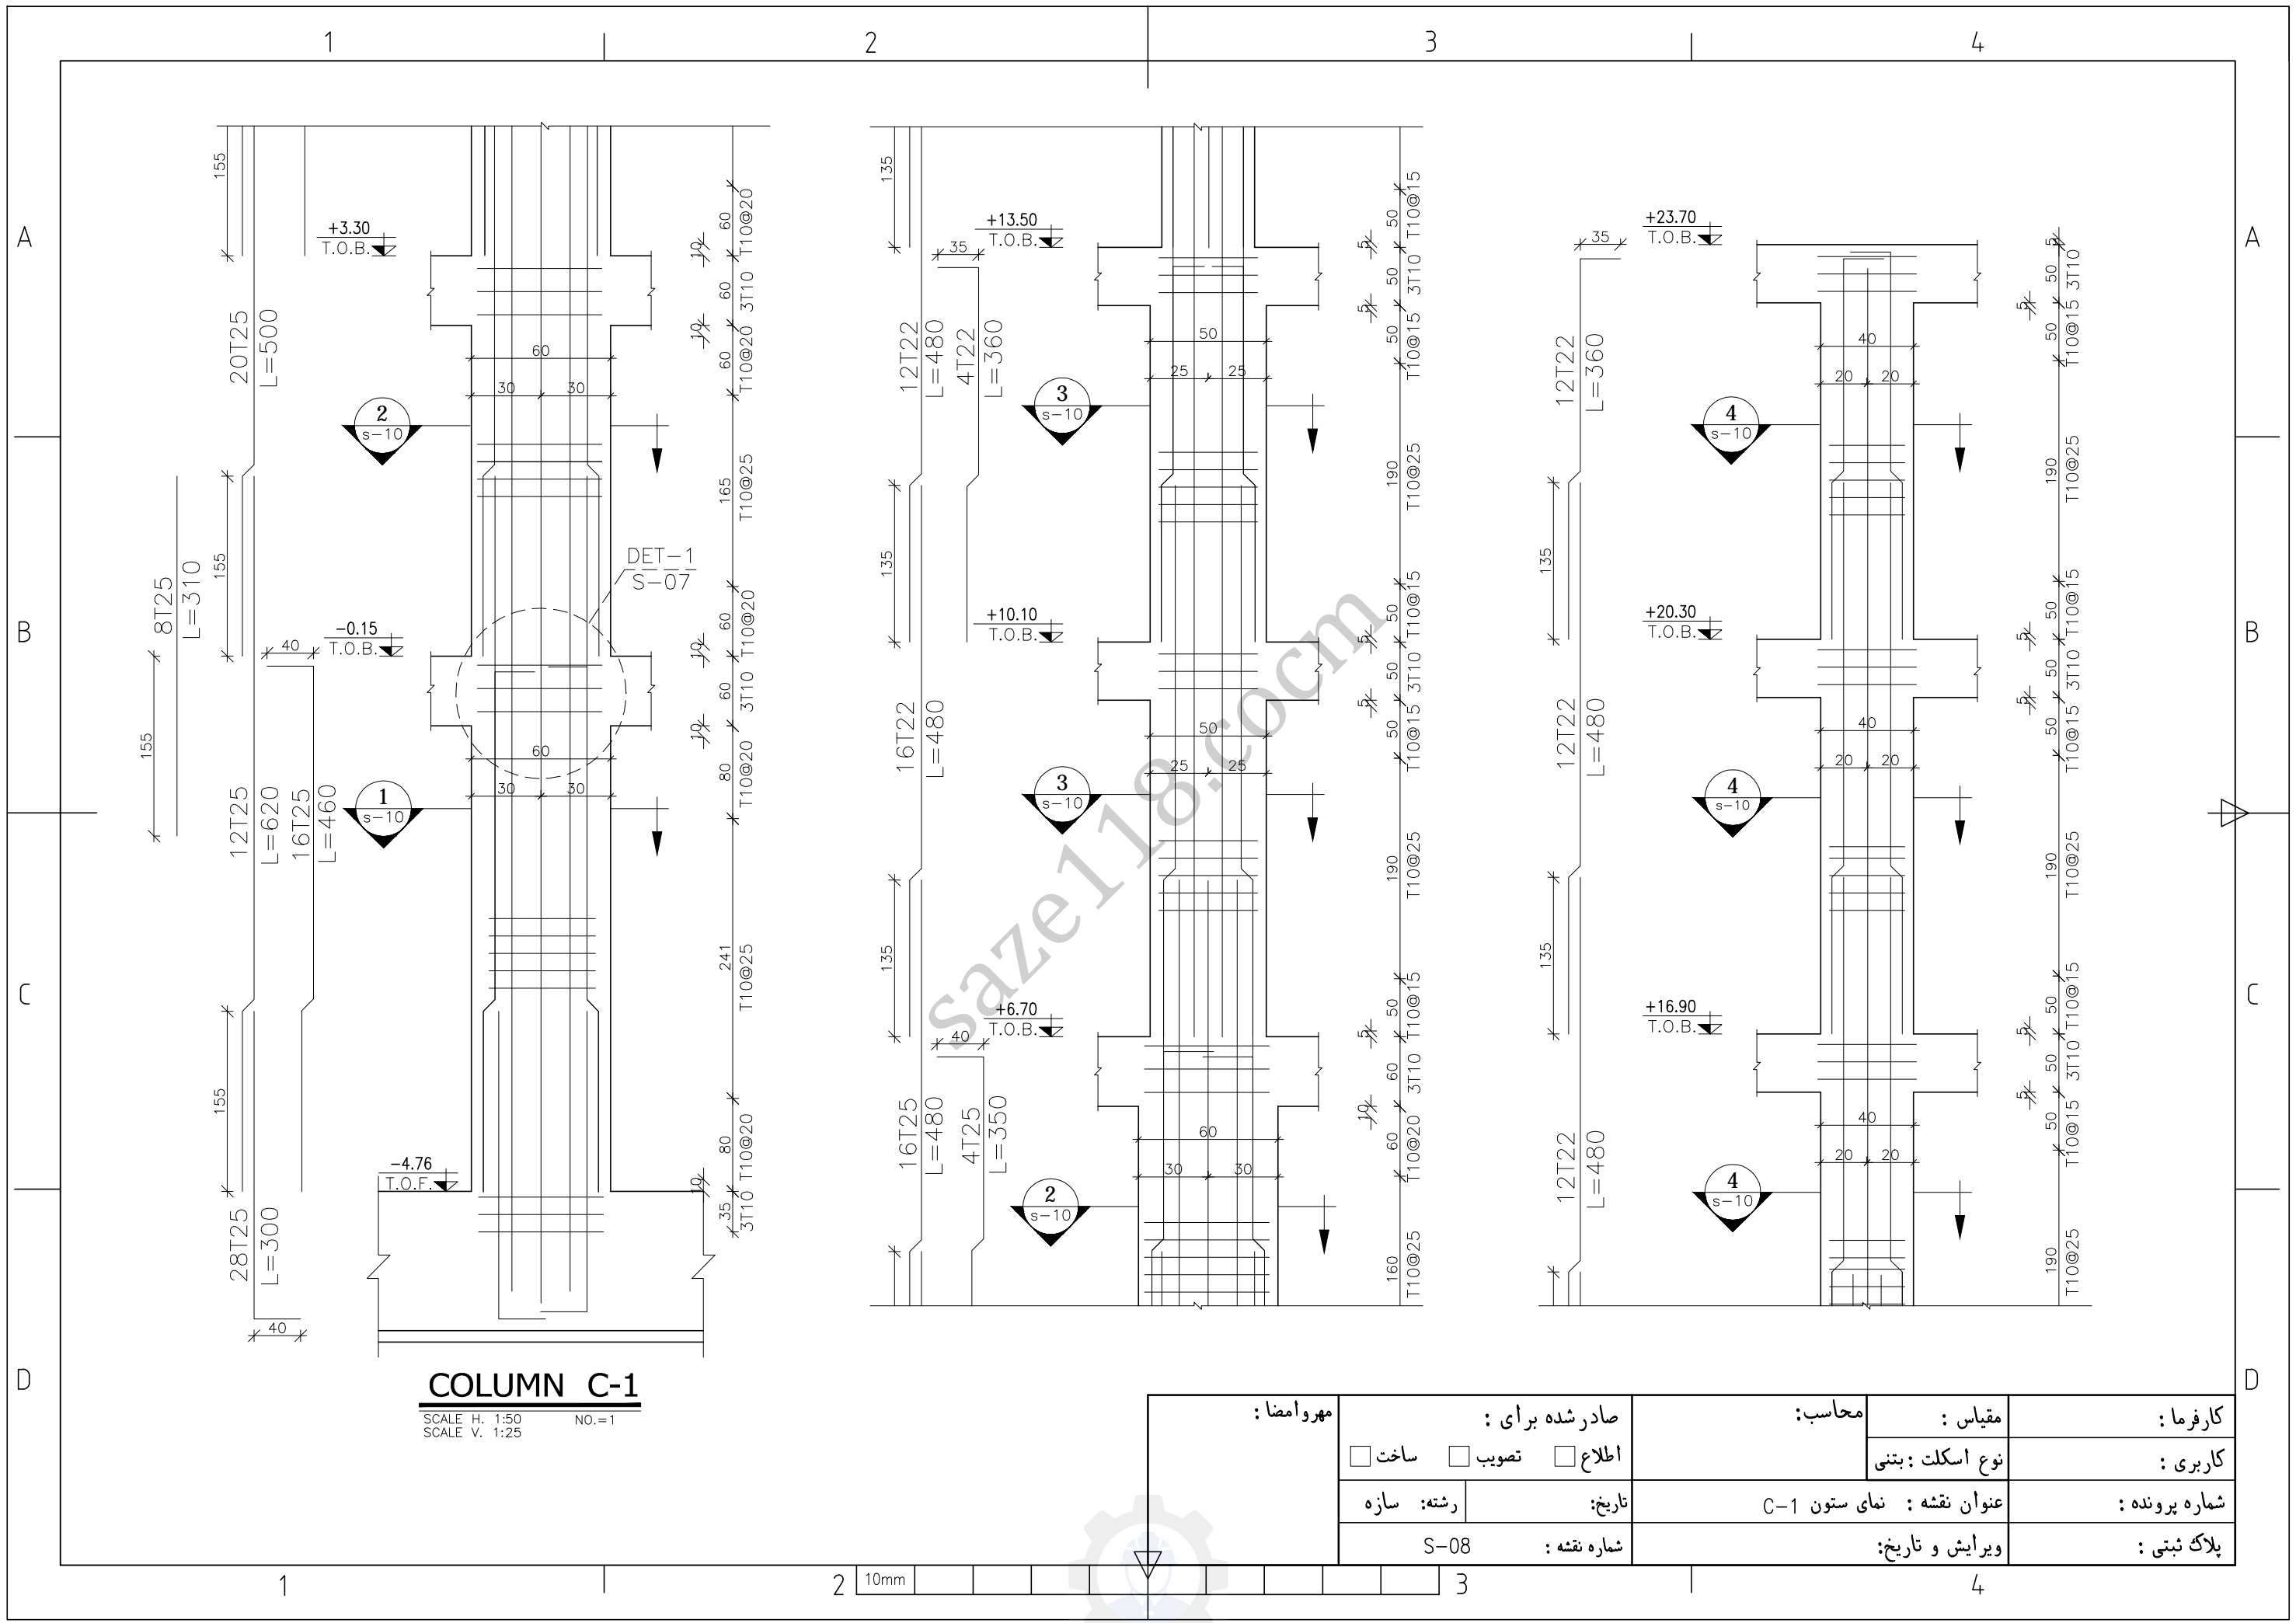 1
2
3
4
A
B
C
D
155
+3.30
T.O.B.
20T25
L=500
2
s-10
155
8T25
L=310
155
-0.15
T.O.B.
40
12T25
L=620
16T25
L=460
1
s-10
155
-4.76
T.O.F.
28T25
L=300
40
60
30
30
DET-1
S-07
60
30
30
60
T10@20
10
60
3T10
10
60
T10@20
165
T10@25
60
T10@20
10
60
3T10
10
80
T10@20
241
T10@25
80
T10@20
10
35
3T10
COLUMN C-1
SCALE H. 1:50
NO.=1
SCALE V. 1:25
135
+13.50
T.O.B.
35
12T22
L=480
4T22
L=360
3
s-10
135
+10.10
T.O.B.
16T22
L=480
3
s-10
135
+6.70
T.O.B.
40
16T25
L=480
4T25
L=350
2
s-10
50
25
25
50
25
25
60
30
30
50
T10@15
5
50
3T10
5
50
T10@15
190
T10@25
50
T10@15
5
50
3T10
5
50
T10@15
190
T10@25
50
T10@15
5
60
3T10
10
60
T10@20
160
T10@25
35
+23.70
T.O.B.
12T22
L=360
4
s-10
135
+20.30
T.O.B.
12T22
L=480
4
s-10
135
+16.90
T.O.B.
12T22
L=480
4
s-10
40
20
20
40
20
20
40
20
20
5
50
3T10
5
50
T10@15
190
T10@25
50
T10@15
5
50
3T10
5
50
T10@15
190
T10@25
50
T10@15
5
50
3T10
5
50
T10@15
190
T10@25
saze118.cocm
کارفرما :
مقیاس :
محاسب:
صادر شده برای :
مهر و امضا :
کاربری :
نوع اسکلت : بتنی
اطلاع
تصویب
ساخت
شماره پرونده :
عنوان نقشه : نمای ستون C-1
تاریخ:
رشته: سازه
پلاک ثبتی :
ویرایش و تاریخ:
شماره نقشه : S-08
A
B
C
D
1
2
10mm
3
4